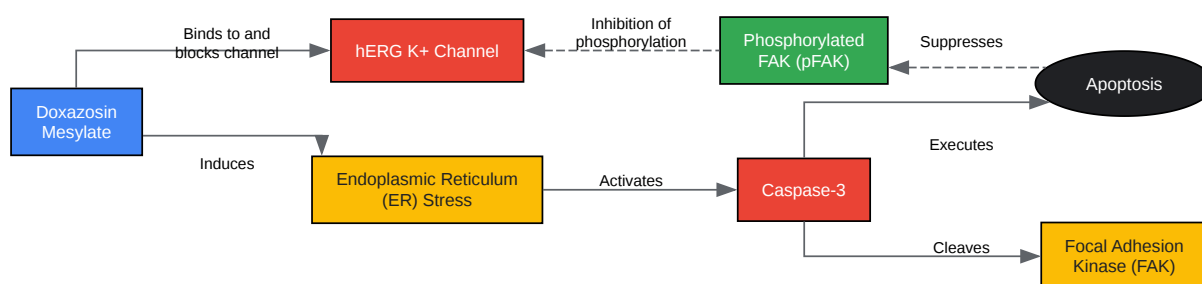 Binds to and
blocks channel
hERG K+ Channel
Inhibition of
phosphorylation
Phosphorylated
FAK (pFAK)
Suppresses
Apoptosis
Doxazosin
Mesylate
Induces
Endoplasmic Reticulum
(ER) Stress
Activates
Caspase-3
Executes
Cleaves
Focal Adhesion
Kinase (FAK)